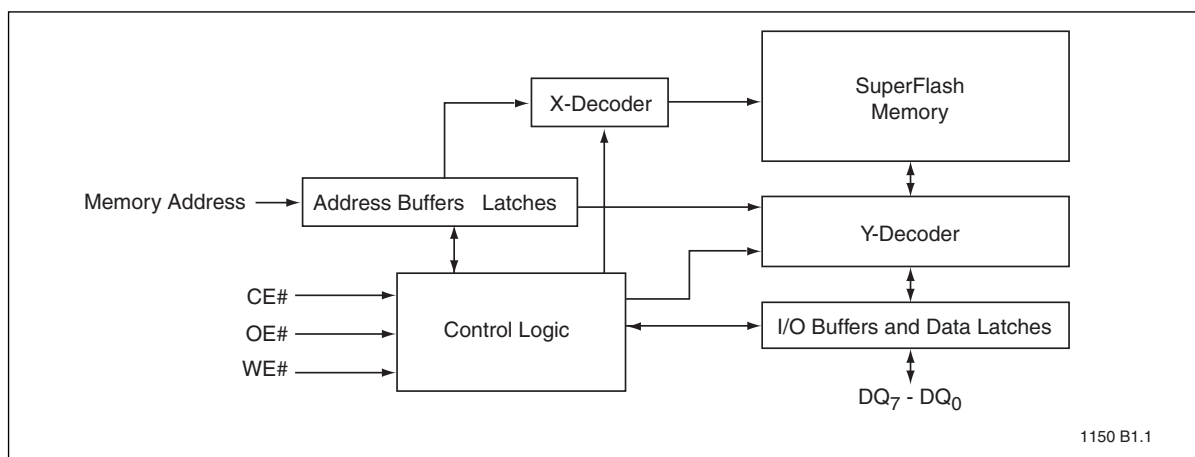 SuperFlash
Memory
X-Decoder
Memory Address
Address Buffers Latches
Y-Decoder
CE#
OE#
WE#
Control Logic
I/O Buffers and Data Latches
DQ7 - DQ0
1150 B1.1